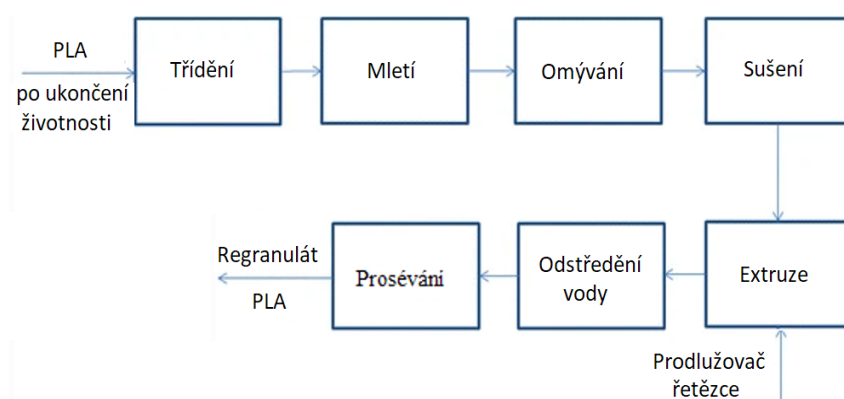 PLA
po ukončení
životnosti
Třídění
Mletí
Omývání
Sušení
Extruze
Prodlužovač
řetězce
Odstředění
vody
Prosévání
Regranulát
PLA